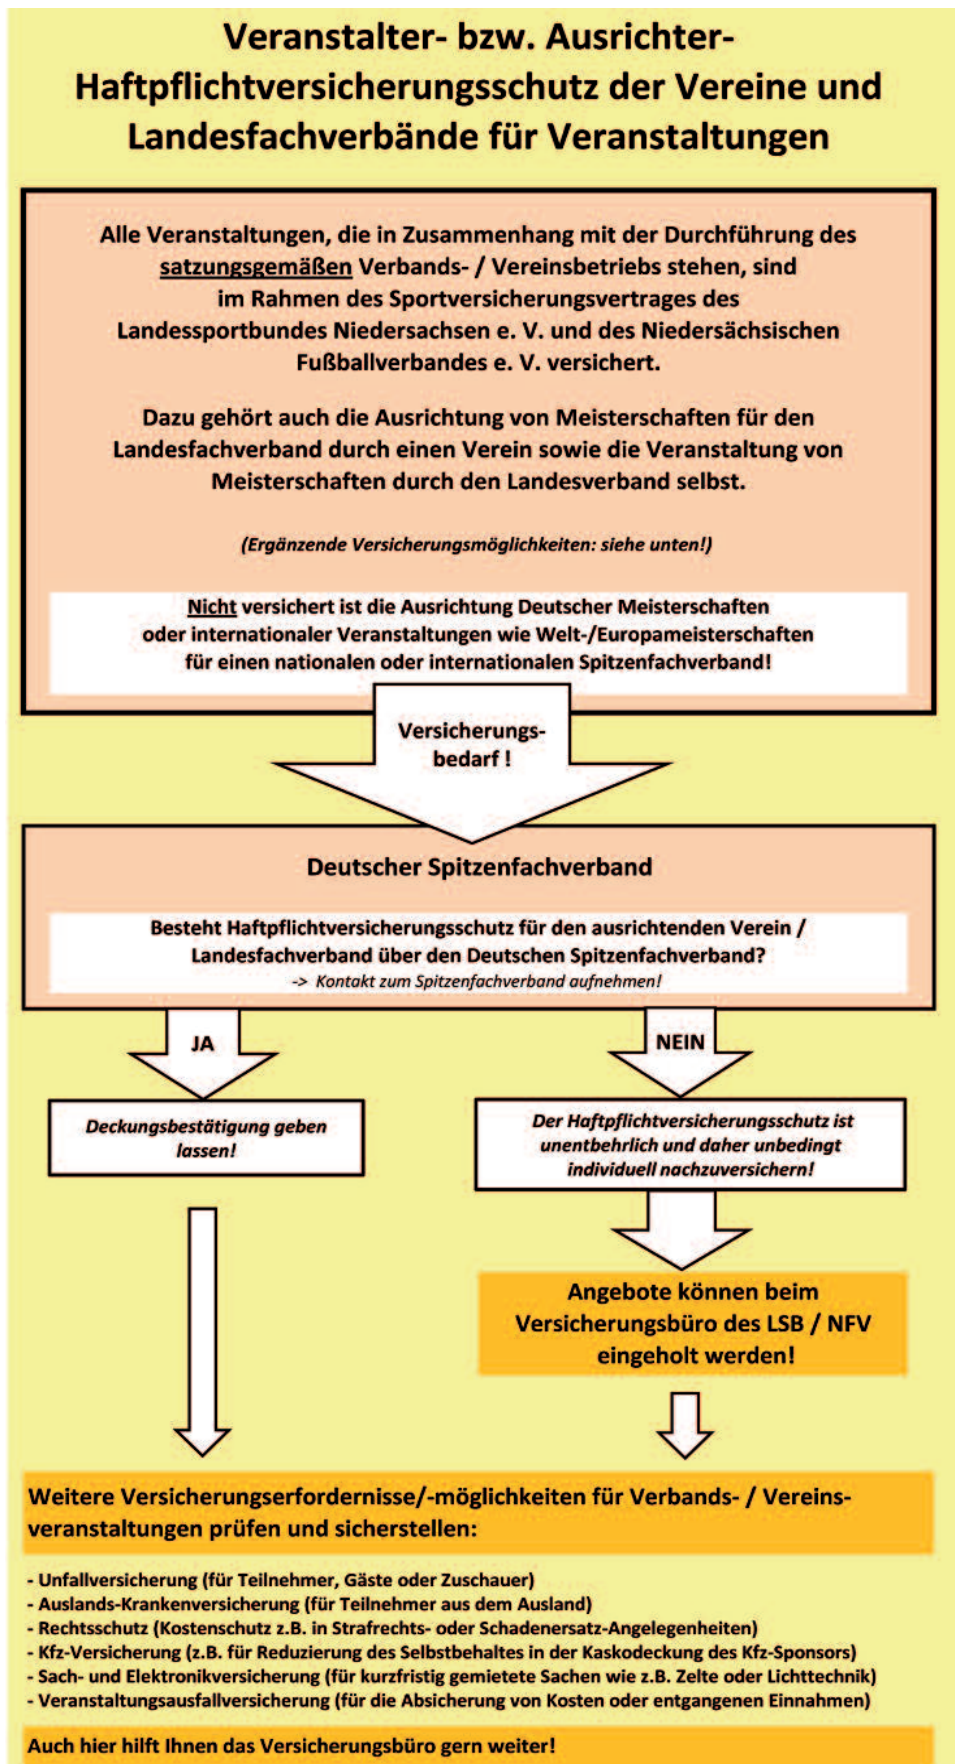 Veranstalter- bzw. Ausrichter-
Haftpflichtversicherungsschutz der Vereine und
Landesfachverbände für Veranstaltungen
Alle Veranstaltungen, die in Zusammenhang mit der Durchführung des
satzungsgemäßen Verbands- / Vereinsbetriebs stehen, sind
im Rahmen des Sportversicherungsvertrages des
Landessportbundes Niedersachsen e. V. und des Niedersächsischen
Fußballverbandes e. V. versichert.
Dazu gehört auch die Ausrichtung von Meisterschaften für den
Landesfachverband durch einen Verein sowie die Veranstaltung von
Meisterschaften durch den Landesverband selbst.
(Ergänzende Versicherungsmöglichkeiten: siehe unten!)
Nicht versichert ist die Ausrichtung Deutscher Meisterschaften
oder internationaler Veranstaltungen wie Welt-/Europameisterschaften
für einen nationalen oder internationalen Spitzenfachverband!
Versicherungs-
bedarf !
Deutscher Spitzenfachverband
Besteht Haftpflichtversicherungsschutz für den ausrichtenden Verein /
Landesfachverband über den Deutschen Spitzenfachverband?
-> Kontakt zum Spitzenfachverband aufnehmen!
JA
NEIN
Deckungsbestätigung geben
lassen!
Der Haftpflichtversicherungsschutz ist
unentbehrlich und daher unbedingt
individuell nachzuversichern!
Angebote können beim
Versicherungsbüro des LSB / NFV
eingeholt werden!
Weitere Versicherungserfordernisse/-möglichkeiten für Verbands- / Vereins-
veranstaltungen prüfen und sicherstellen:
- Unfallversicherung (für Teilnehmer, Gäste oder Zuschauer)
- Auslands-Krankenversicherung (für Teilnehmer aus dem Ausland)
- Rechtsschutz (Kostenschutz z.B. in Strafrechts- oder Schadenersatz-Angelegenheiten)
- Kfz-Versicherung (z.B. für Reduzierung des Selbstbehaltes in der Kaskodeckung des Kfz-Sponsors)
- Sach- und Elektronikversicherung (für kurzfristig gemietete Sachen wie z.B. Zelte oder Lichttechnik)
- Veranstaltungsausfallversicherung (für die Absicherung von Kosten oder entgangenen Einnahmen)
Auch hier hilft Ihnen das Versicherungsbüro gern weiter!